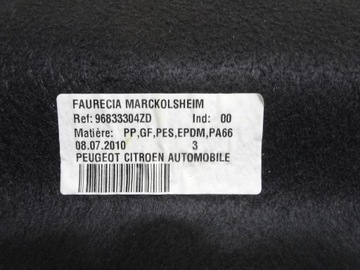 FAURECIA MARCKOLSHEIM
Ref: 96833304ZD Ind: 00
Matière: PP,GF,PES,EPDM,PA66
08.07.2010 3
PEUGEOT CITROEN AUTOMOBILE